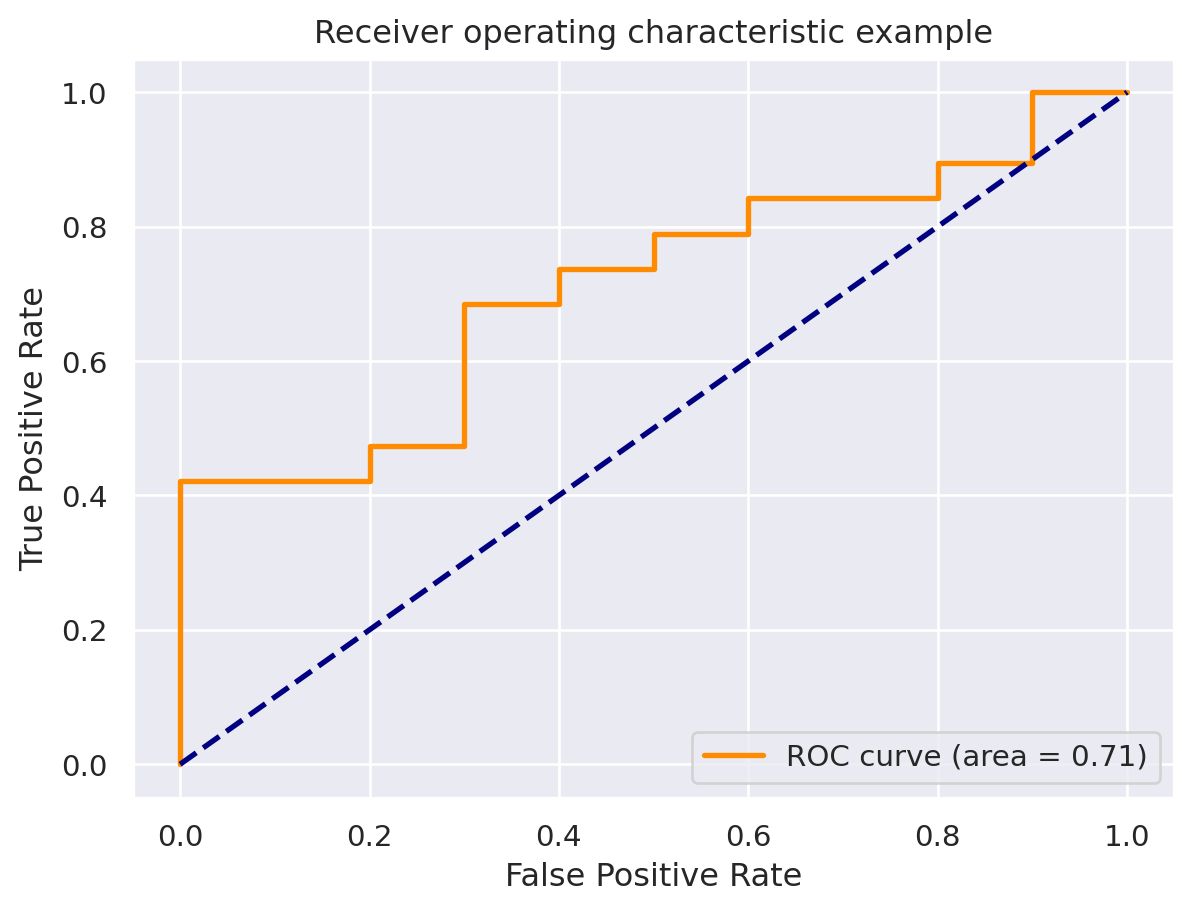 Receiver operating characteristic example
True Positive Rate
1.0
0.8
0.6
0.4
0.2
0.0
ROC curve (area = 0.71)
0.0 0.2 0.4 0.6 0.8 1.0
False Positive Rate